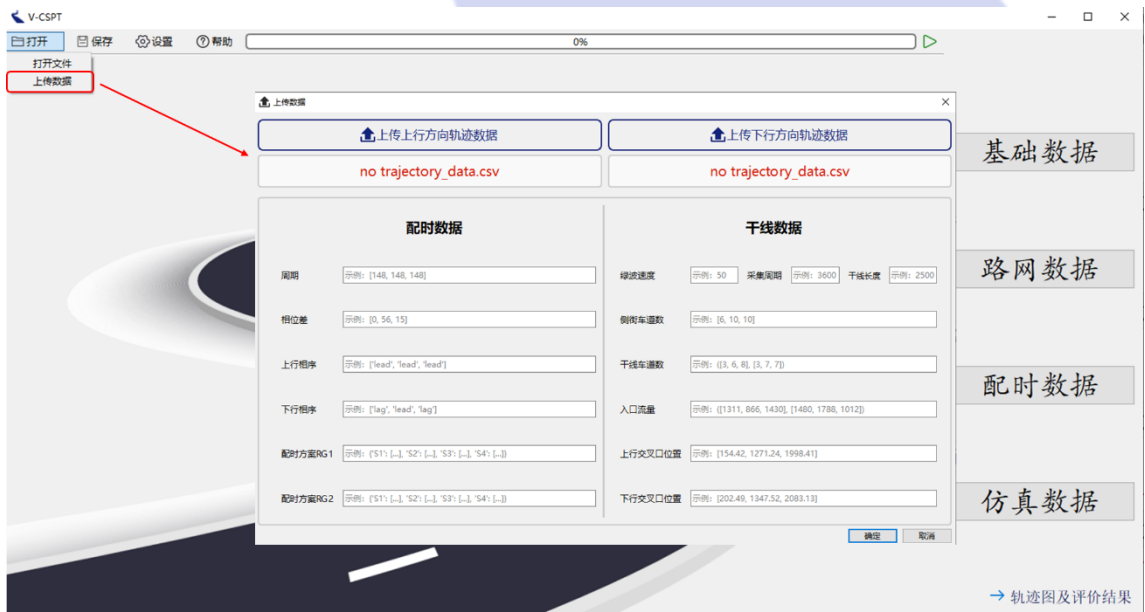 V-CSPT
打开 保存 设置 帮助 0%
打开文件
上传数据
上传数据
上传上行方向轨迹数据 上传下行方向轨迹数据
no trajectory_data.csv no trajectory_data.csv
配时数据 干线数据
周期 示例: [148, 148, 148] 绿波速度 示例: 50 采集周期 示例: 3600 干线长度 示例: 2500
相位差 示例: [0, 56, 15] 侧街车道数 示例: [6, 10, 10]
上行相序 示例: ['lead', 'lead', 'lead'] 干线车道数 示例: ([3, 6, 8], [3, 7, 7])
下行相序 示例: ['lag', 'lead', 'lag'] 入口流量 示例: ([1311, 866, 1430], [1480, 1788, 1012])
配时方案RG1 示例: {'S1': [...], 'S2': [...], 'S3': [...], 'S4': [...]} 上行交叉口位置 示例: [154.42, 1271.24, 1998.41]
配时方案RG2 示例: {'S1': [...], 'S2': [...], 'S3': [...], 'S4': [...]} 下行交叉口位置 示例: [202.49, 1347.52, 2083.13]
确定 取消
基础数据
路网数据
配时数据
仿真数据
→ 轨迹图及评价结果